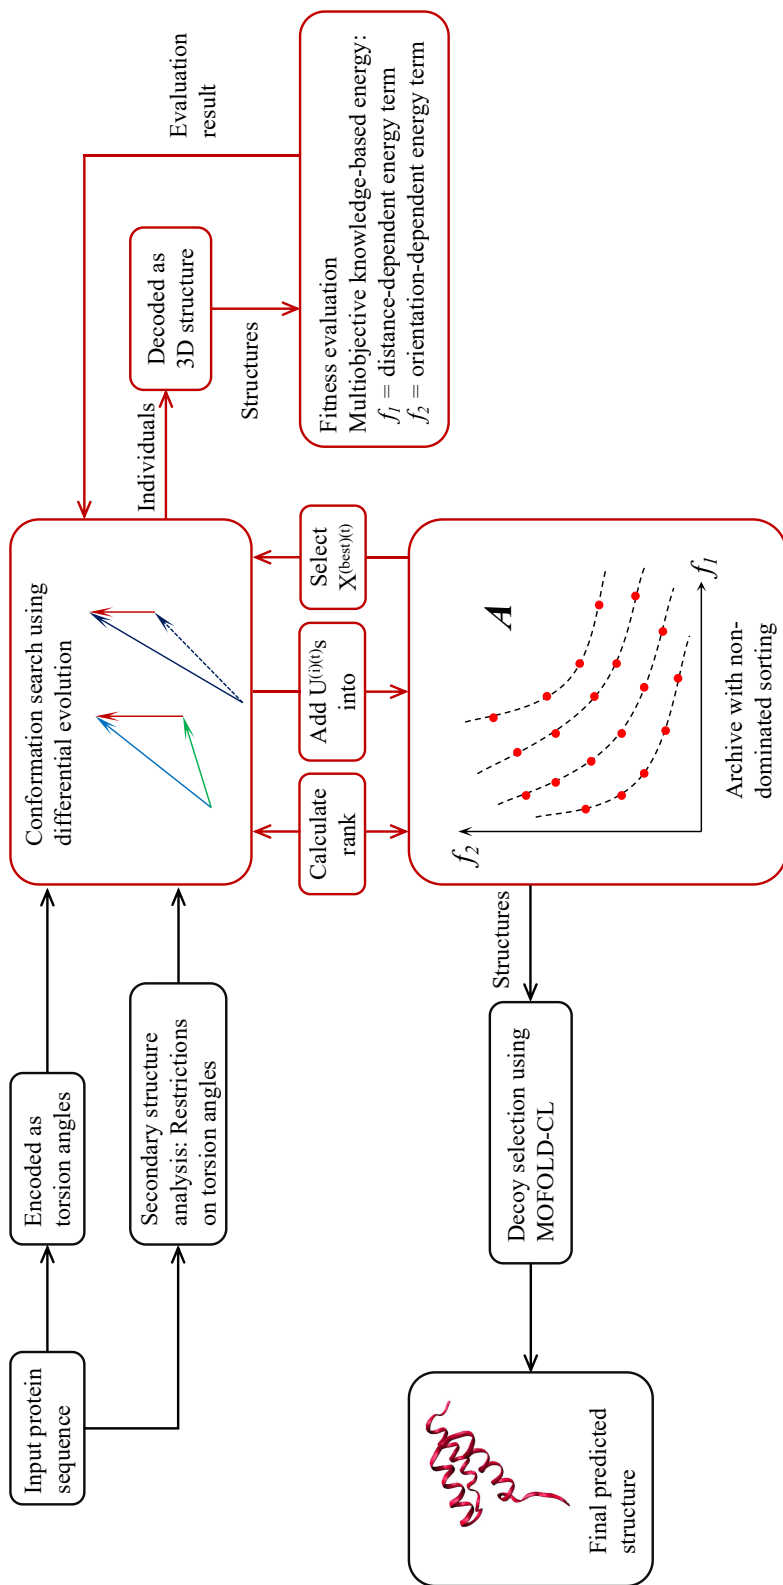 Input protein
sequence
Encoded as
torsion angles
Secondary structure
analysis: Restrictions
on torsion angles
Conformation search using
differential evolution
Individuals
Decoded as
3D structure
Structures
Evaluation
result
Fitness evaluation
Multiobjective knowledge-based energy:
f1 = distance-dependent energy term
f2 = orientation-dependent energy term
Calculate
rank
Add U(i)(t)s
into
Select
X(best)(t)
A
f2
f1
Archive with non-
dominated sorting
Structures
Decoy selection using
MOFOLD-CL
Final predicted
structure